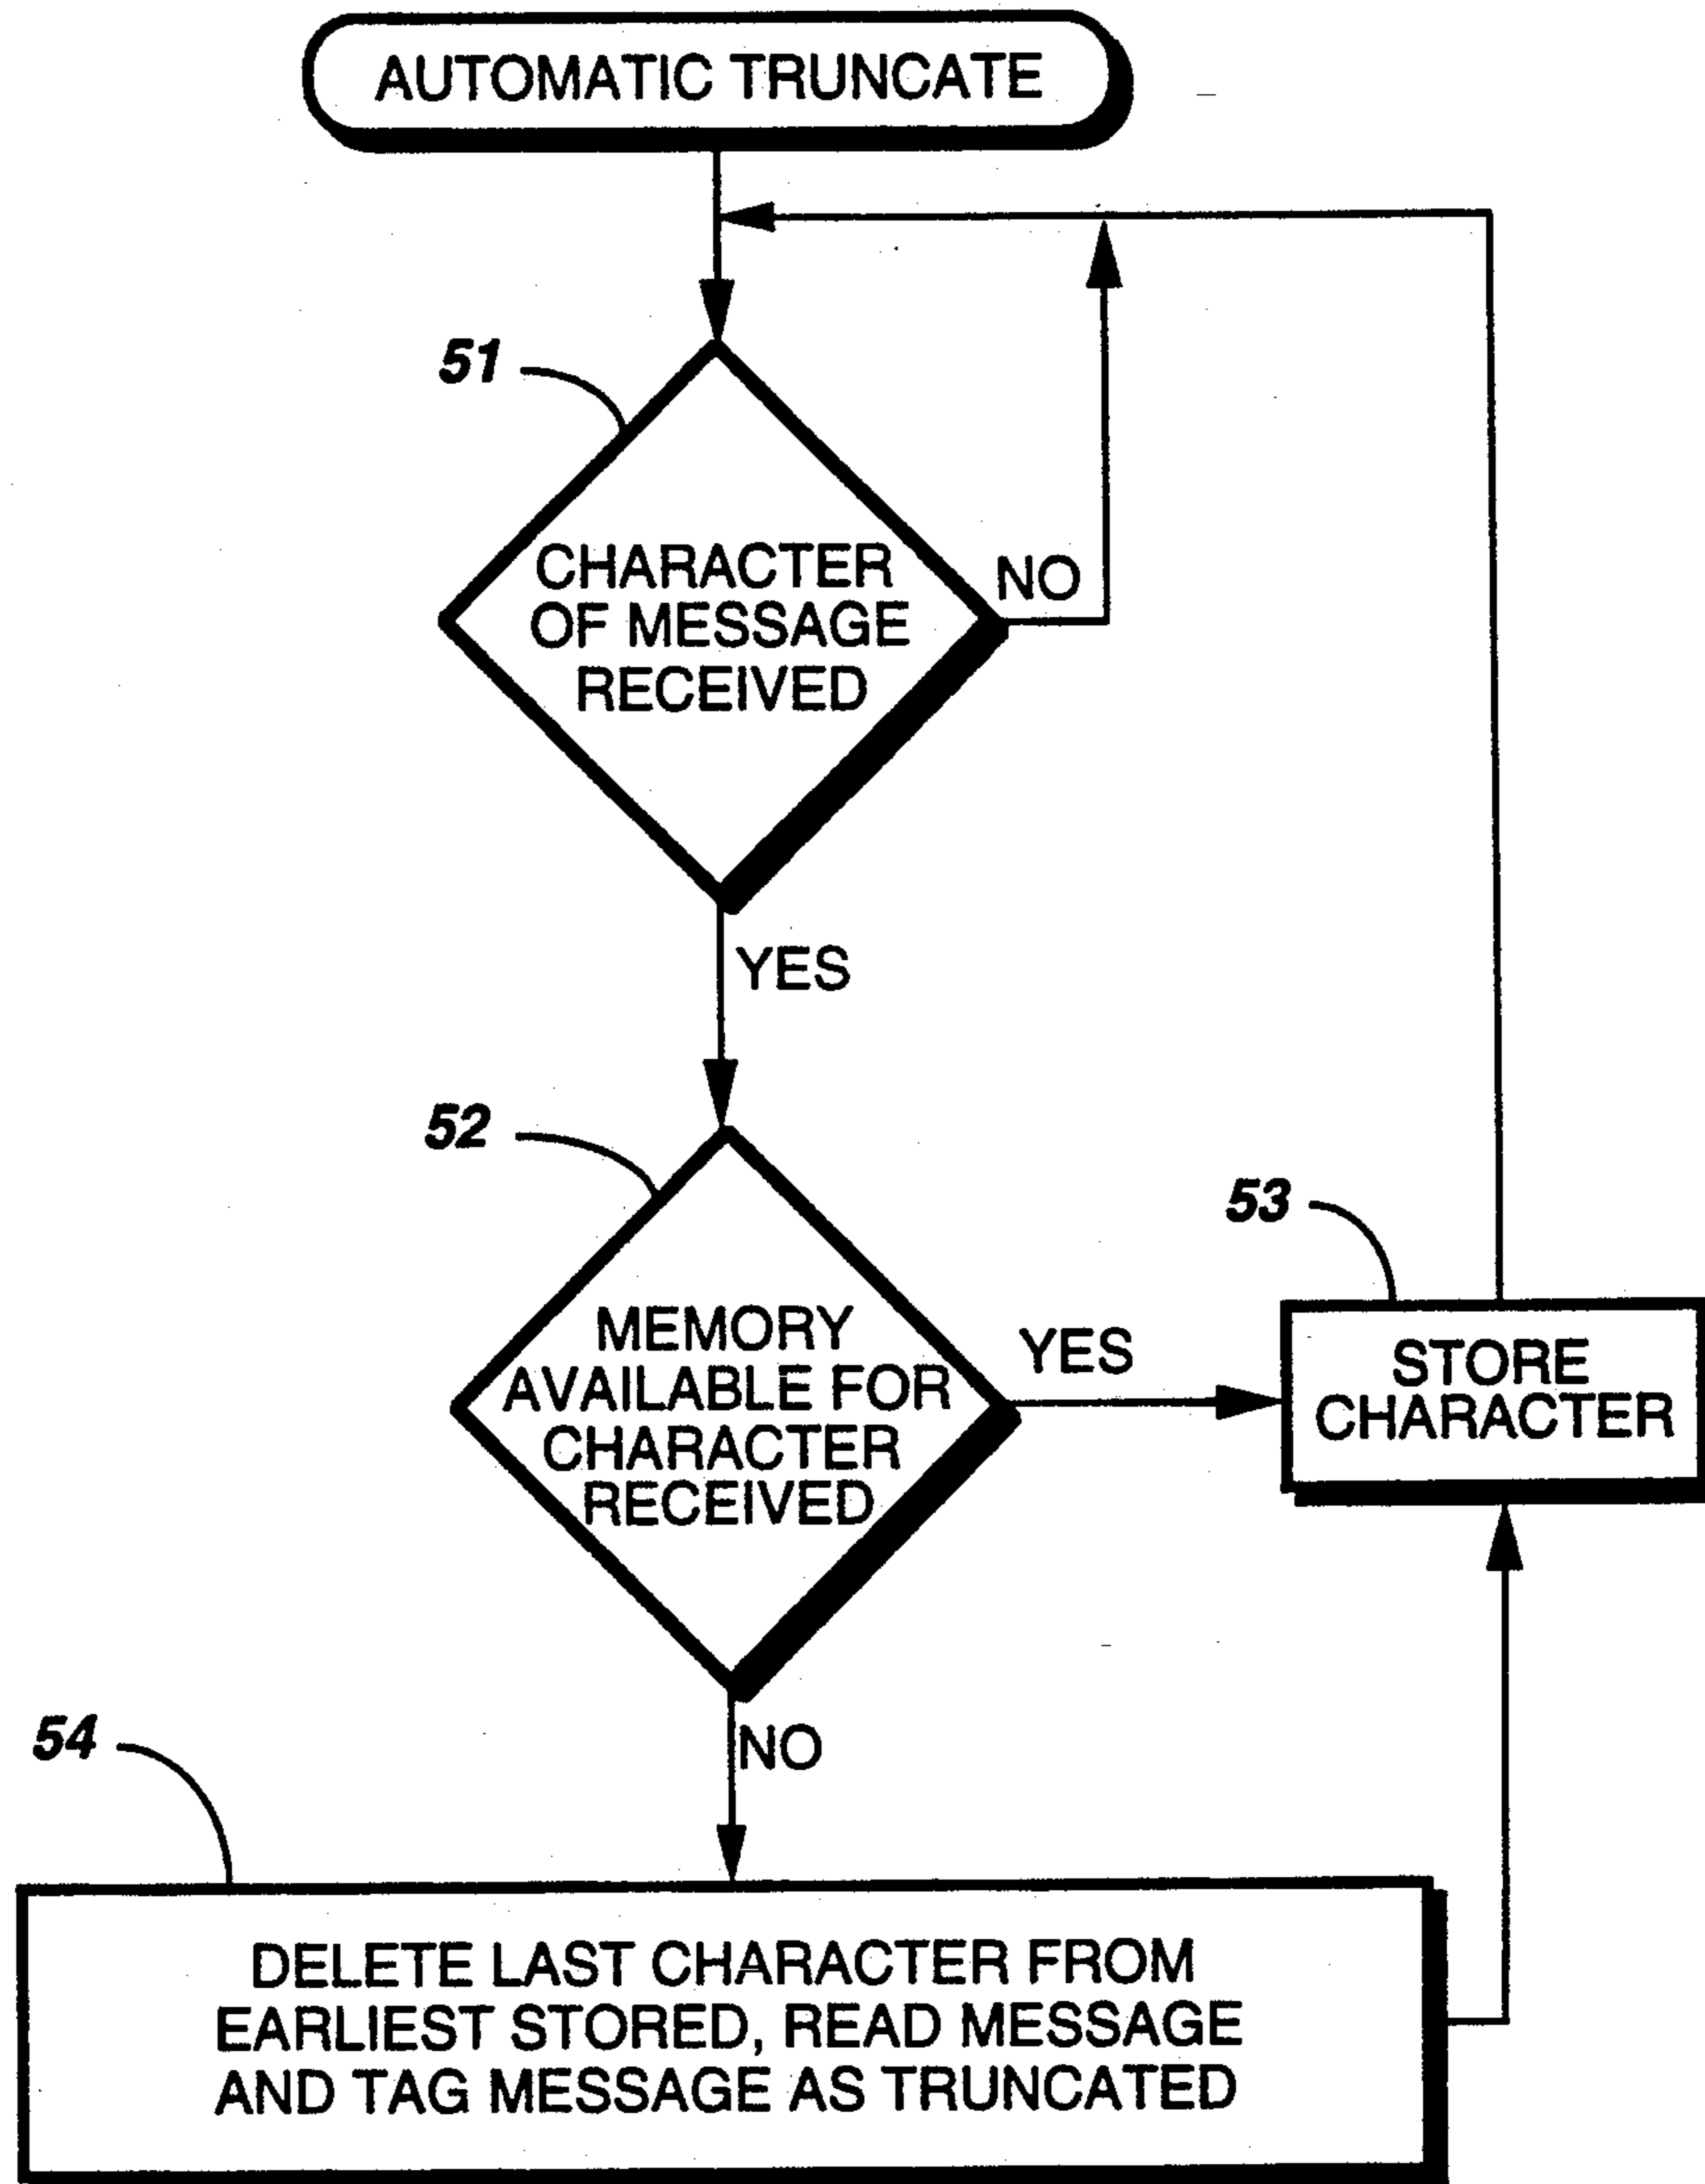 AUTOMATIC TRUNCATE
51
CHARACTER
OF MESSAGE
RECEIVED
NO
YES
52
MEMORY
AVAILABLE FOR
CHARACTER
RECEIVED
YES
53
STORE
CHARACTER
NO
54
DELETE LAST CHARACTER FROM
EARLIEST STORED, READ MESSAGE
AND TAG MESSAGE AS TRUNCATED